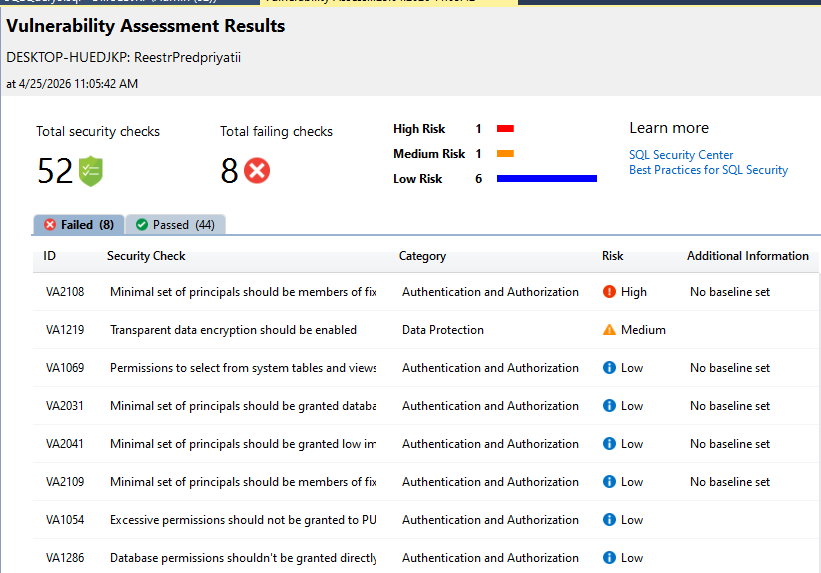 Vulnerability Assessment Results
DESKTOP-HUEDJKP: ReestrPredpriyatii
at 4/25/2026 11:05:42 AM
Total security checks
52
Total failing checks
8
High Risk 1
Medium Risk 1
Low Risk 6
Learn more
SQL Security Center
Best Practices for SQL Security
Failed (8) Passed (44)
ID Security Check Category Risk Additional Information
VA2108 Minimal set of principals should be members of fix Authentication and Authorization High No baseline set
VA1219 Transparent data encryption should be enabled Data Protection Medium
VA1069 Permissions to select from system tables and views Authentication and Authorization Low No baseline set
VA2031 Minimal set of principals should be granted databa Authentication and Authorization Low No baseline set
VA2041 Minimal set of principals should be granted low im Authentication and Authorization Low No baseline set
VA2109 Minimal set of principals should be members of fix Authentication and Authorization Low No baseline set
VA1054 Excessive permissions should not be granted to PU Authentication and Authorization Low
VA1286 Database permissions shouldn't be granted directly Authentication and Authorization Low